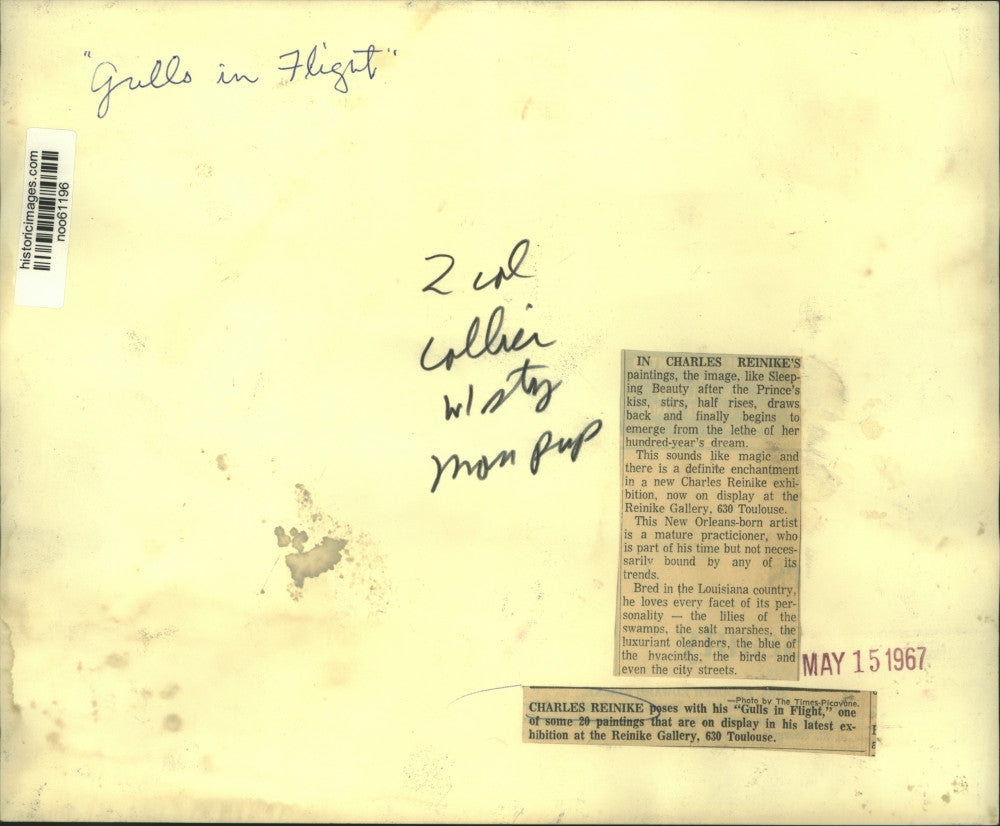 "Gulls in Flight"
historicimages.com
noo61196
2 col
collier
w/ sty
mon pup
IN CHARLES REINIKE'S
paintings, the image, like Sleep-
ing Beauty after the Prince's
kiss, stirs, half rises, draws
back and finally begins to
emerge from the lethe of her
hundred-year's dream.
This sounds like magic and
there is a definite enchantment
in a new Charles Reinike exhi-
bition, now on display at the
Reinike Gallery, 630 Toulouse.
This New Orleans-born artist
is a mature practicioner, who
is part of his time but not neces-
sarily bound by any of its
trends.
Bred in the Louisiana country,
he loves every facet of its per-
sonality — the lilies of the
swamps, the salt marshes, the
luxuriant oleanders, the blue of
the hyacinths, the birds and
even the city streets.
MAY 15 1967
—Photo by The Times-Picayune.
CHARLES REINIKE poses with his "Gulls in Flight," one
of some 20 paintings that are on display in his latest ex-
hibition at the Reinike Gallery, 630 Toulouse.